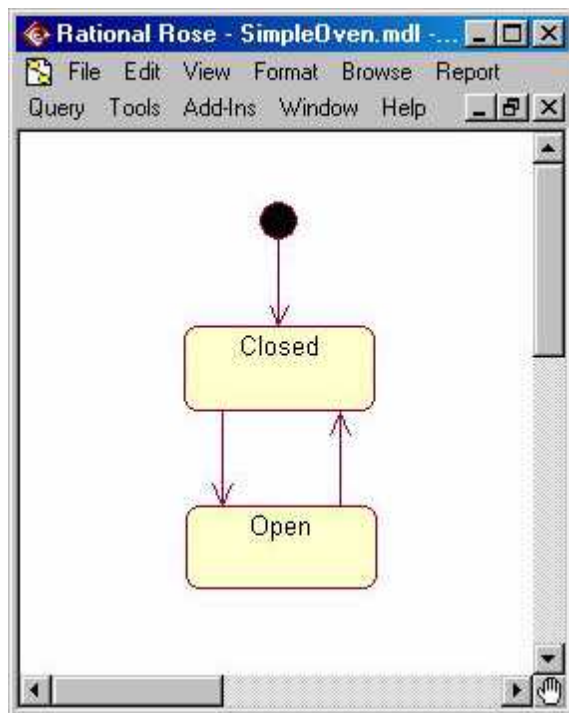 Rational Rose - SimpleOven.mdl -...
File Edit View Format Browse Report
Query Tools Add-Ins Window Help
Closed
Open